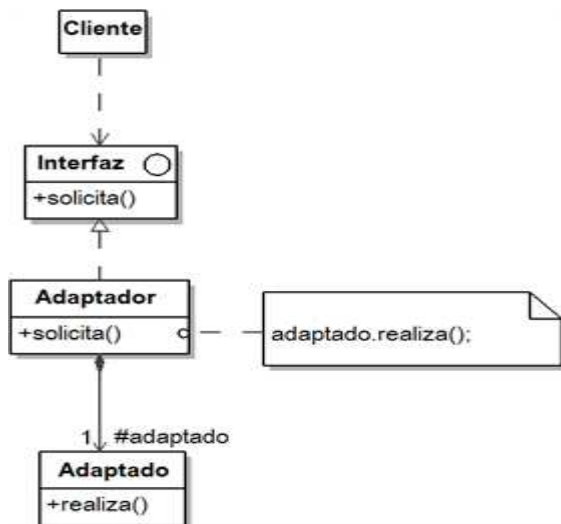 Cliente
Interfaz
+solicita()
Adaptador
+solicita()
adaptado.realiza();
1 #adaptado
Adaptado
+realiza()